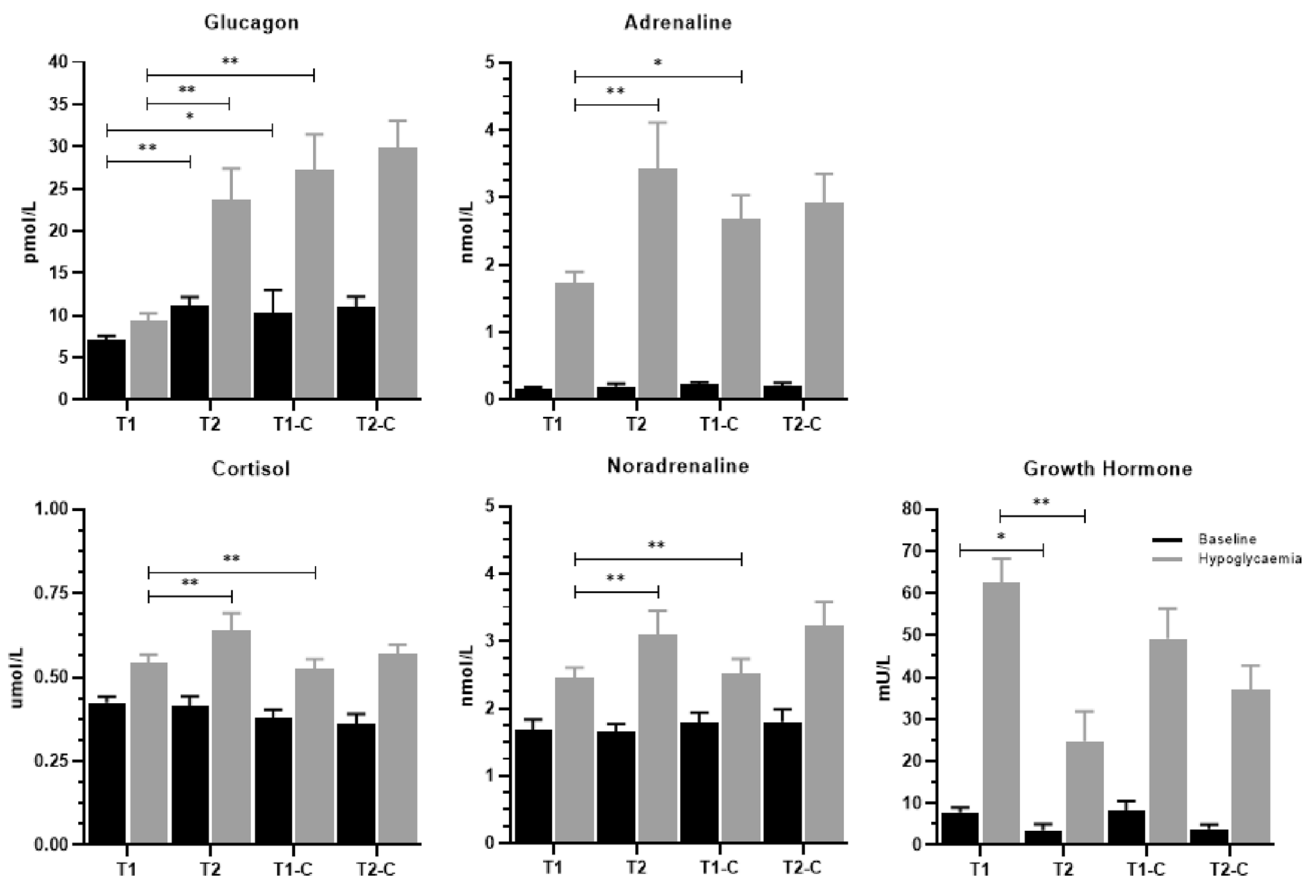 Glucagon
40
35
30
25
20
15
10
5
0
pmol/L
**
**
*
**
T1
T2
T1-C
T2-C
Adrenaline
5
4
3
2
1
0
nmol/L
*
**
T1
T2
T1-C
T2-C
Cortisol
1.00
0.75
0.50
0.25
0.00
umol/L
**
**
T1
T2
T1-C
T2-C
Noradrenaline
5
4
3
2
1
0
nmol/L
**
**
T1
T2
T1-C
T2-C
Growth Hormone
80
70
60
50
40
30
20
10
0
mU/L
**
*
Baseline
Hypoglycaemia
T1
T2
T1-C
T2-C